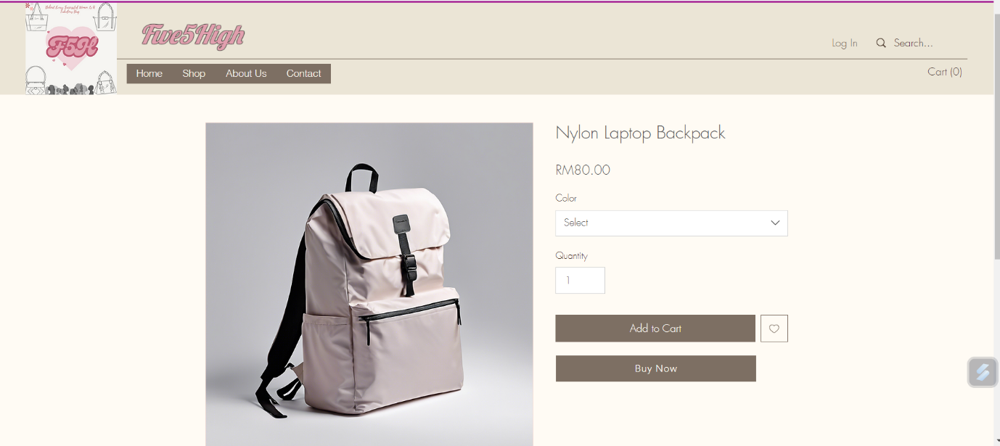 Behind Every Successful Woman Is A
Fabulous Bag
F5H
Fwe5High
Log In
Search...
Home
Shop
About Us
Contact
Cart (0)
Nylon Laptop Backpack
RM80.00
Color
Select
Quantity
1
Add to Cart
Buy Now